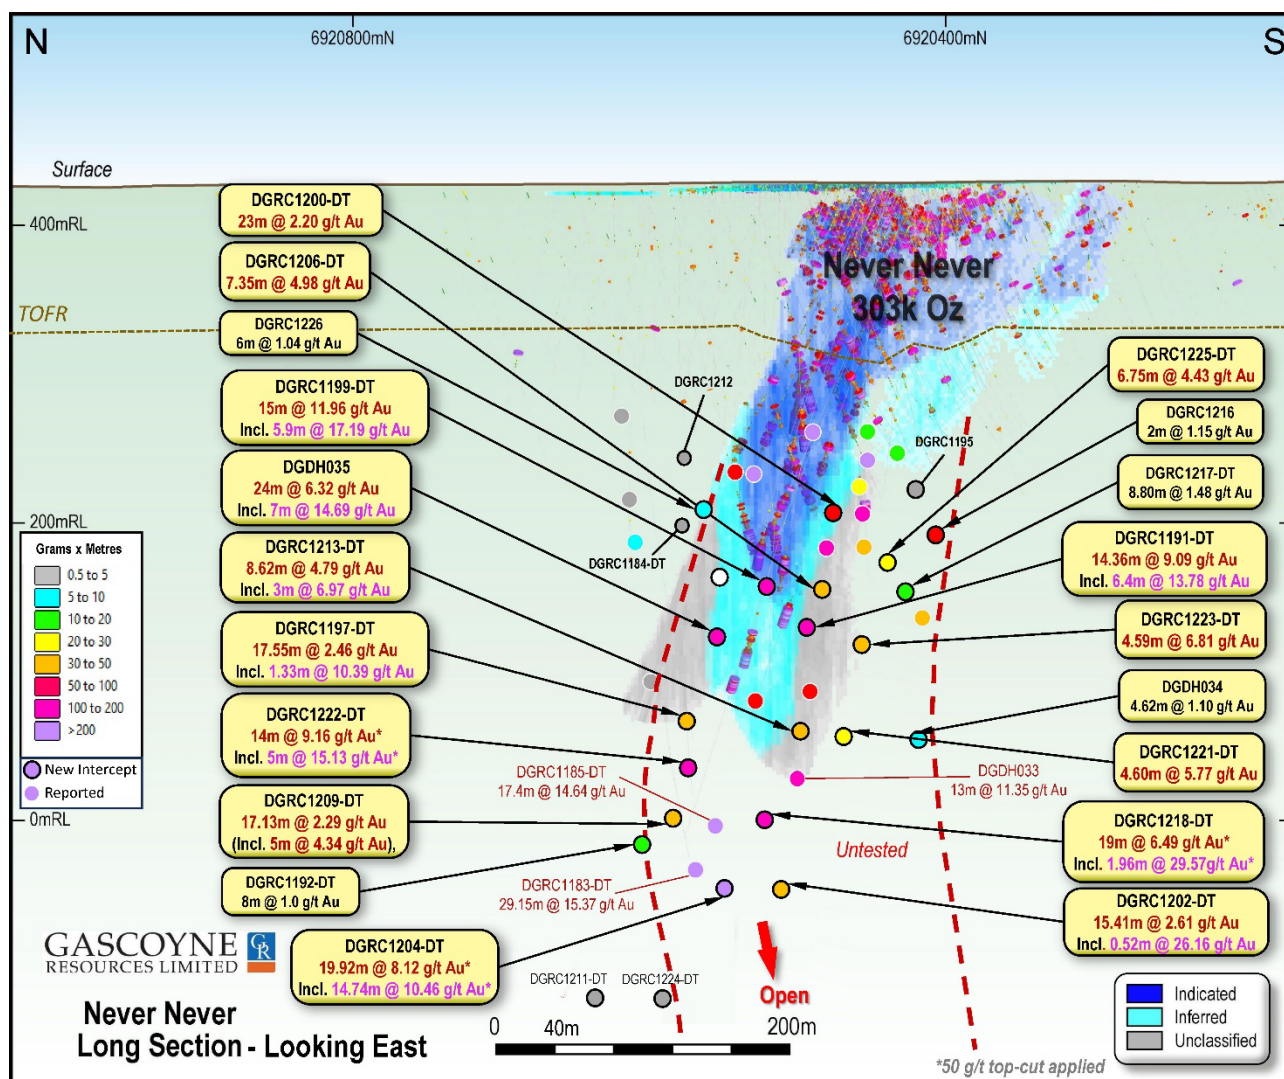 N
6920800mN
6920400mN
S
Surface
400mRL
TOFR
200mRL
0mRL
Never Never
303k Oz
DGRC1200-DT
23m @ 2.20 g/t Au
DGRC1206-DT
7.35m @ 4.98 g/t Au
DGRC1226
6m @ 1.04 g/t Au
DGRC1199-DT
15m @ 11.96 g/t Au
Incl. 5.9m @ 17.19 g/t Au
DGDH035
24m @ 6.32 g/t Au
Incl. 7m @ 14.69 g/t Au
DGRC1213-DT
8.62m @ 4.79 g/t Au
Incl. 3m @ 6.97 g/t Au
DGRC1197-DT
17.55m @ 2.46 g/t Au
Incl. 1.33m @ 10.39 g/t Au
DGRC1222-DT
14m @ 9.16 g/t Au*
Incl. 5m @ 15.13 g/t Au*
DGRC1209-DT
17.13m @ 2.29 g/t Au
(Incl. 5m @ 4.34 g/t Au),
DGRC1192-DT
8m @ 1.0 g/t Au
DGRC1204-DT
19.92m @ 8.12 g/t Au*
Incl. 14.74m @ 10.46 g/t Au*
DGRC1212
DGRC1184-DT
DGRC1195
DGRC1185-DT
17.4m @ 14.64 g/t Au
DGRC1183-DT
29.15m @ 15.37 g/t Au
DGDH033
13m @ 11.35 g/t Au
DGRC1211-DT
DGRC1224-DT
Untested
Open
DGRC1225-DT
6.75m @ 4.43 g/t Au
DGRC1216
2m @ 1.15 g/t Au
DGRC1217-DT
8.80m @ 1.48 g/t Au
DGRC1191-DT
14.36m @ 9.09 g/t Au
Incl. 6.4m @ 13.78 g/t Au
DGRC1223-DT
4.59m @ 6.81 g/t Au
DGDH034
4.62m @ 1.10 g/t Au
DGRC1221-DT
4.60m @ 5.77 g/t Au
DGRC1218-DT
19m @ 6.49 g/t Au*
Incl. 1.96m @ 29.57g/t Au*
DGRC1202-DT
15.41m @ 2.61 g/t Au
Incl. 0.52m @ 26.16 g/t Au
Grams x Metres
0.5 to 5
5 to 10
10 to 20
20 to 30
30 to 50
50 to 100
100 to 200
>200
New Intercept
Reported
GASCOYNE
RESOURCES LIMITED
GR
Never Never
Long Section - Looking East
0 40m 200m
Indicated
Inferred
Unclassified
*50 g/t top-cut applied